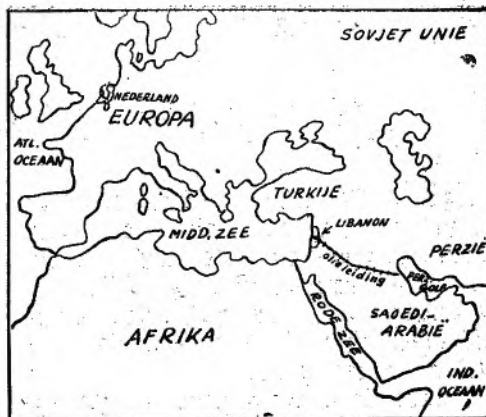 SOVJET UNIE
NEDERLAND
EUROPA
ATL.
OCEAAN
TURKIJE
LIBANON
MIDD. ZEE
olieleiding
PERZIË
PERZ.
GOLF
SAOEDI-
ARABIË
RODE ZEE
AFRIKA
IND.
OCEAAN